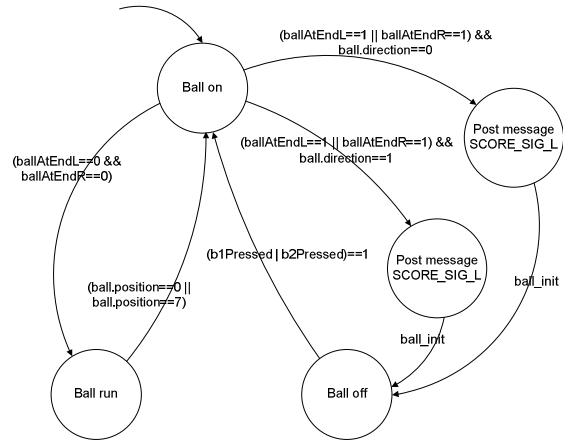 (ballAtEndL==1 || ballAtEndR==1) &&
ball.direction==0
Ball on
Post message
SCORE_SIG_L
(ballAtEndL==1 || ballAtEndR==1) &&
ball.direction==1
(ballAtEndL==0 &&
ballAtEndR==0)
(b1Pressed | b2Pressed)==1
Post message
SCORE_SIG_L
ball_init
(ball.position==0 ||
ball.position==7)
ball_init
Ball run
Ball off